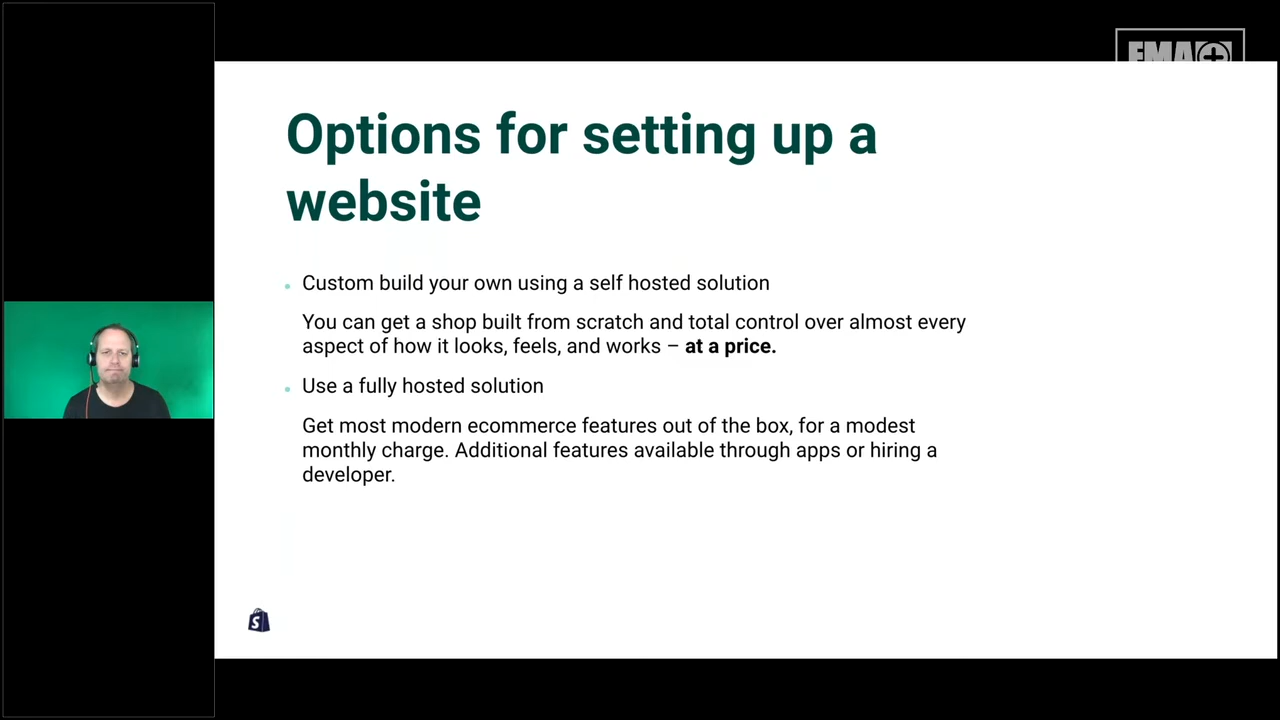 EMA
Options for setting up a
website
Custom build your own using a self hosted solution
You can get a shop built from scratch and total control over almost every
aspect of how it looks, feels, and works – at a price.
Use a fully hosted solution
Get most modern ecommerce features out of the box, for a modest
monthly charge. Additional features available through apps or hiring a
developer.
S